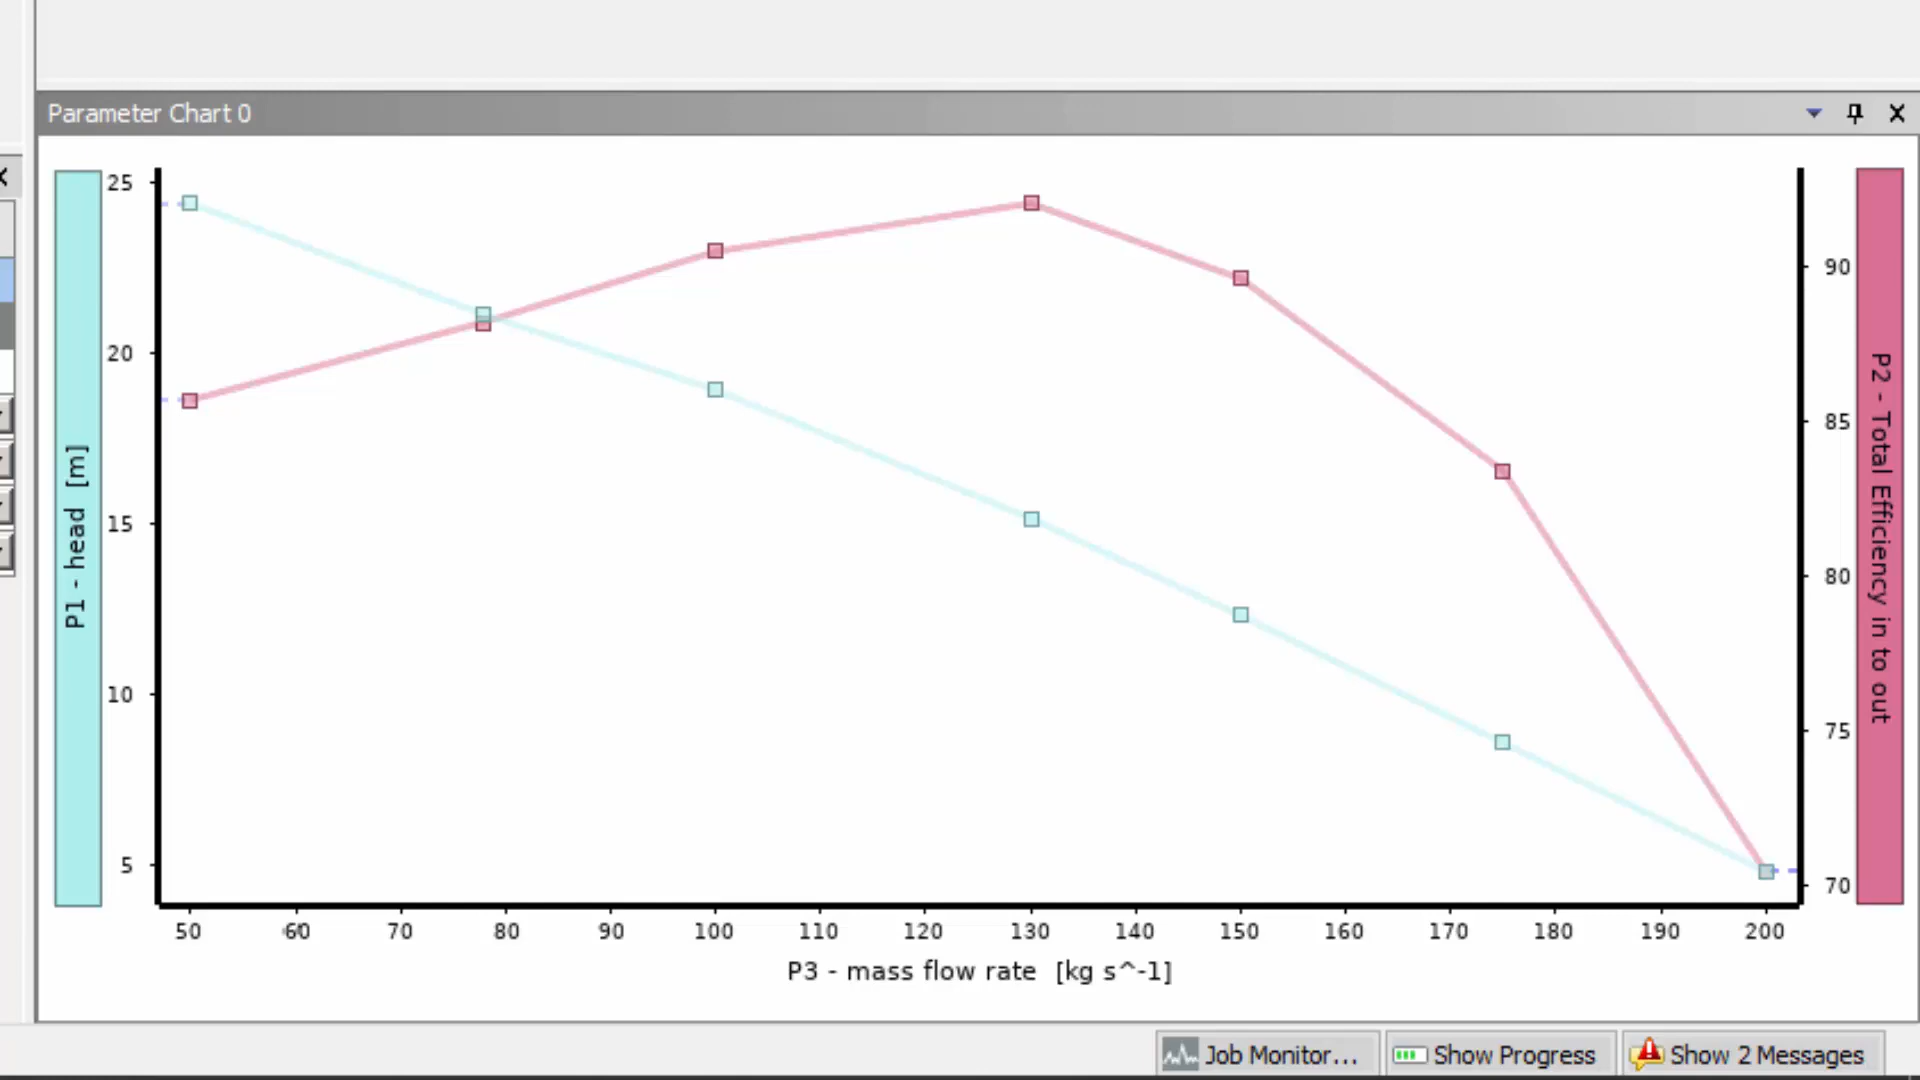 Parameter Chart 0
25
20
15
10
5
P1 - head [m]
90
85
80
75
70
P2 - Total Efficiency in to out
50 60 70 80 90 100 110 120 130 140 150 160 170 180 190 200
P3 - mass flow rate [kg s^-1]
Job Monitor... Show Progress Show 2 Messages